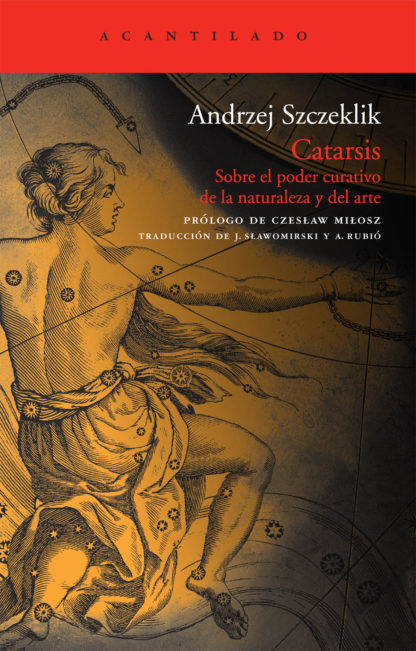 ACANTILADO
Andrzej Szczeklik
Catarsis
Sobre el poder curativo
de la naturaleza y del arte
PRÓLOGO DE CZESŁAW MIŁOSZ
TRADUCCIÓN DE J. SŁAWOMIRSKI Y A. RUBIÓ